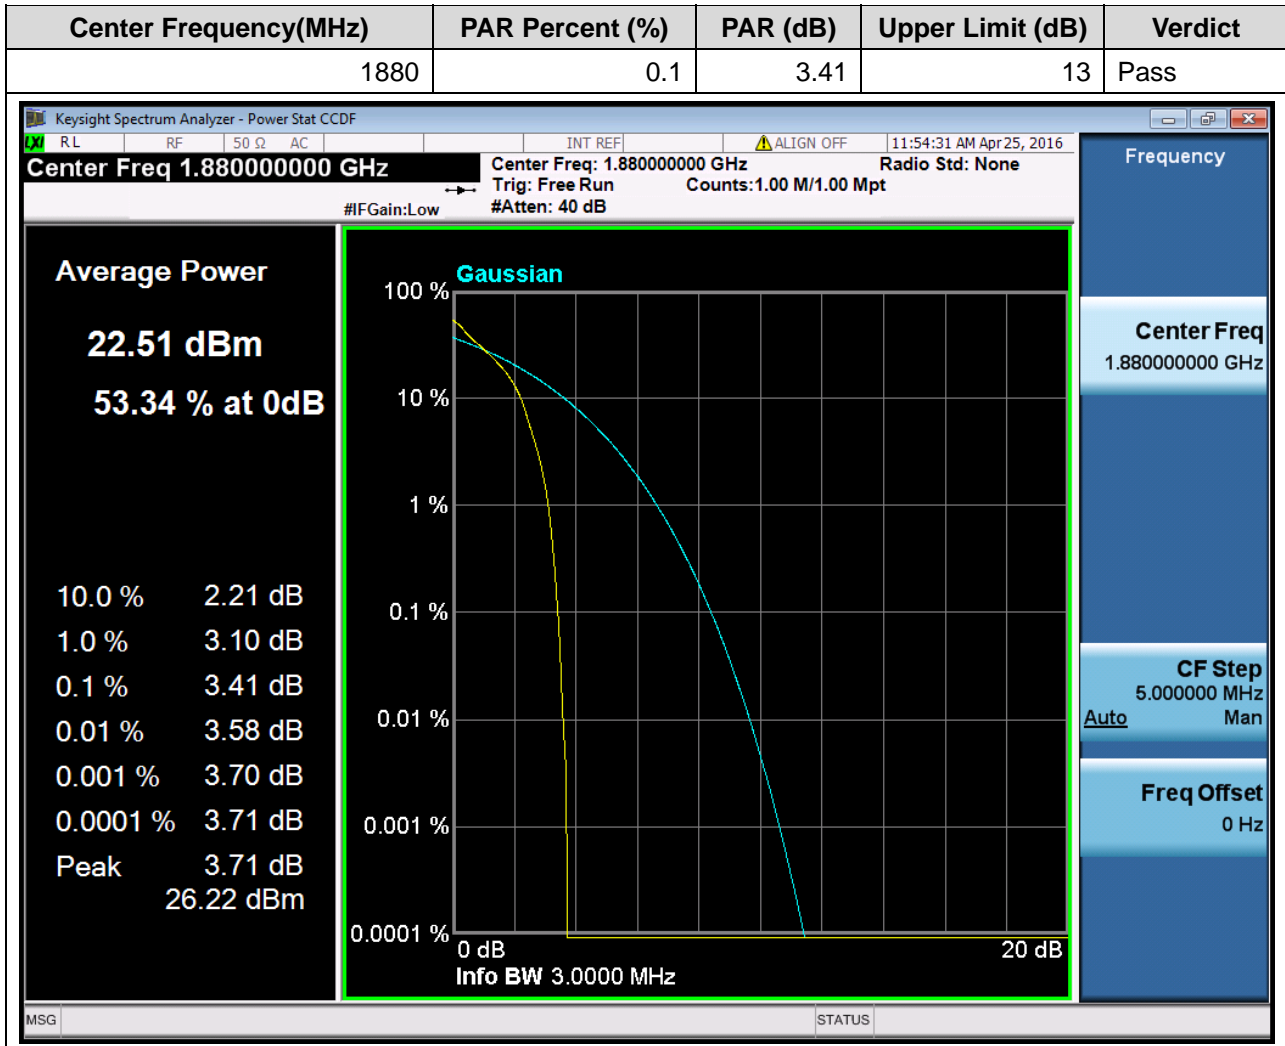 Center Frequency(MHz) PAR Percent (%) PAR (dB) Upper Limit (dB) Verdict
1880 0.1 3.41 13 Pass
Keysight Spectrum Analyzer - Power Stat CCDF
LXI RL RF 50 Ω AC INT REF ALIGN OFF 11:54:31 AM Apr 25, 2016
Center Freq 1.880000000 GHz
#IFGain:Low
Center Freq: 1.880000000 GHz Radio Std: None
Trig: Free Run Counts:1.00 M/1.00 Mpt
#Atten: 40 dB
Average Power
22.51 dBm
53.34 % at 0dB
10.0 % 2.21 dB
1.0 % 3.10 dB
0.1 % 3.41 dB
0.01 % 3.58 dB
0.001 % 3.70 dB
0.0001 % 3.71 dB
Peak 3.71 dB
26.22 dBm
Gaussian
100 %
10 %
1 %
0.1 %
0.01 %
0.001 %
0.0001 %
0 dB 20 dB
Info BW 3.0000 MHz
Frequency
Center Freq
1.880000000 GHz
CF Step
5.000000 MHz
Auto Man
Freq Offset
0 Hz
MSG STATUS